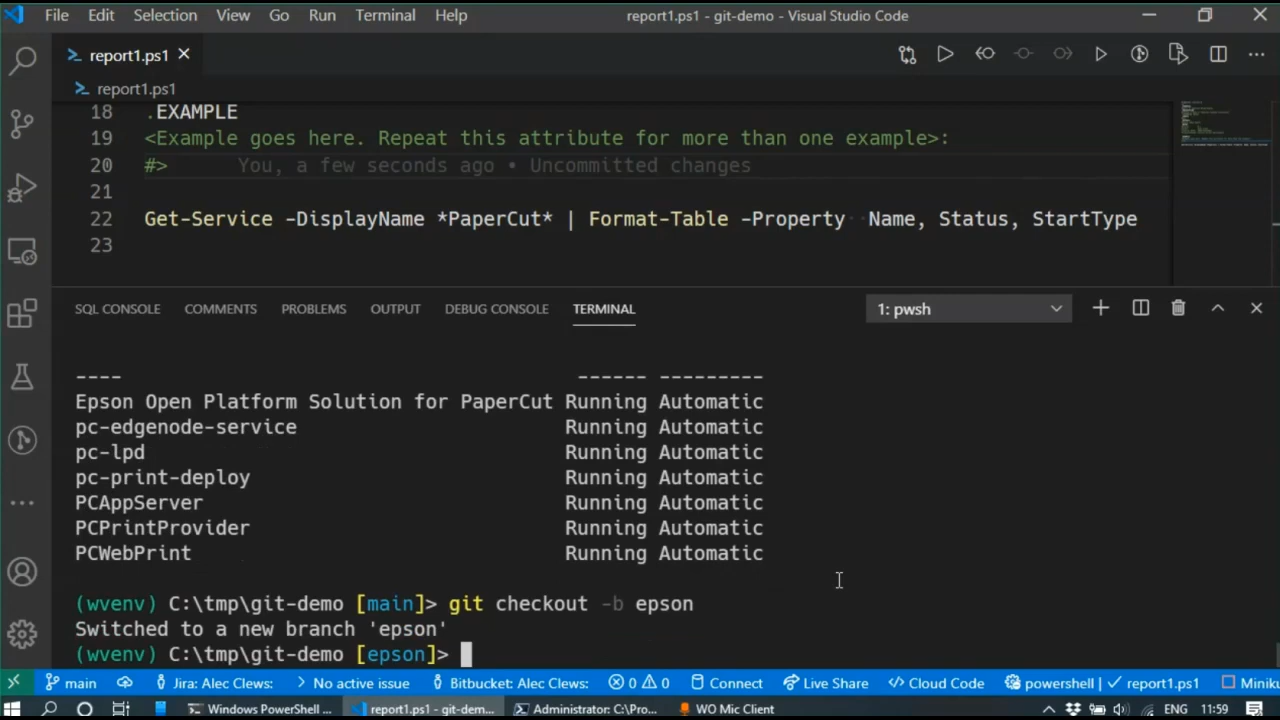 File Edit Selection View Go Run Terminal Help report1.ps1 - git-demo - Visual Studio Code
report1.ps1
report1.ps1
18 .EXAMPLE
19 <Example goes here. Repeat this attribute for more than one example>:
20 #> You, a few seconds ago • Uncommitted changes
21
22 Get-Service -DisplayName *PaperCut* | Format-Table -Property Name, Status, StartType
23
SQL CONSOLE COMMENTS PROBLEMS OUTPUT DEBUG CONSOLE TERMINAL 1: pwsh
---- ------ ---------
Epson Open Platform Solution for PaperCut Running Automatic
pc-edgenode-service Running Automatic
pc-lpd Running Automatic
pc-print-deploy Running Automatic
PCAppServer Running Automatic
PCPrintProvider Running Automatic
PCWebPrint Running Automatic
(wvenv) C:\tmp\git-demo [main]> git checkout -b epson
Switched to a new branch 'epson'
(wvenv) C:\tmp\git-demo [epson]>
main Jira: Alec Clews: No active issue Bitbucket: Alec Clews: 0 0 Connect Live Share Cloud Code powershell | ✓ report1.ps1 Miniku
Windows PowerShell ... report1.ps1 - git-dem... Administrator: C:\Pro... WO Mic Client ENG 11:59